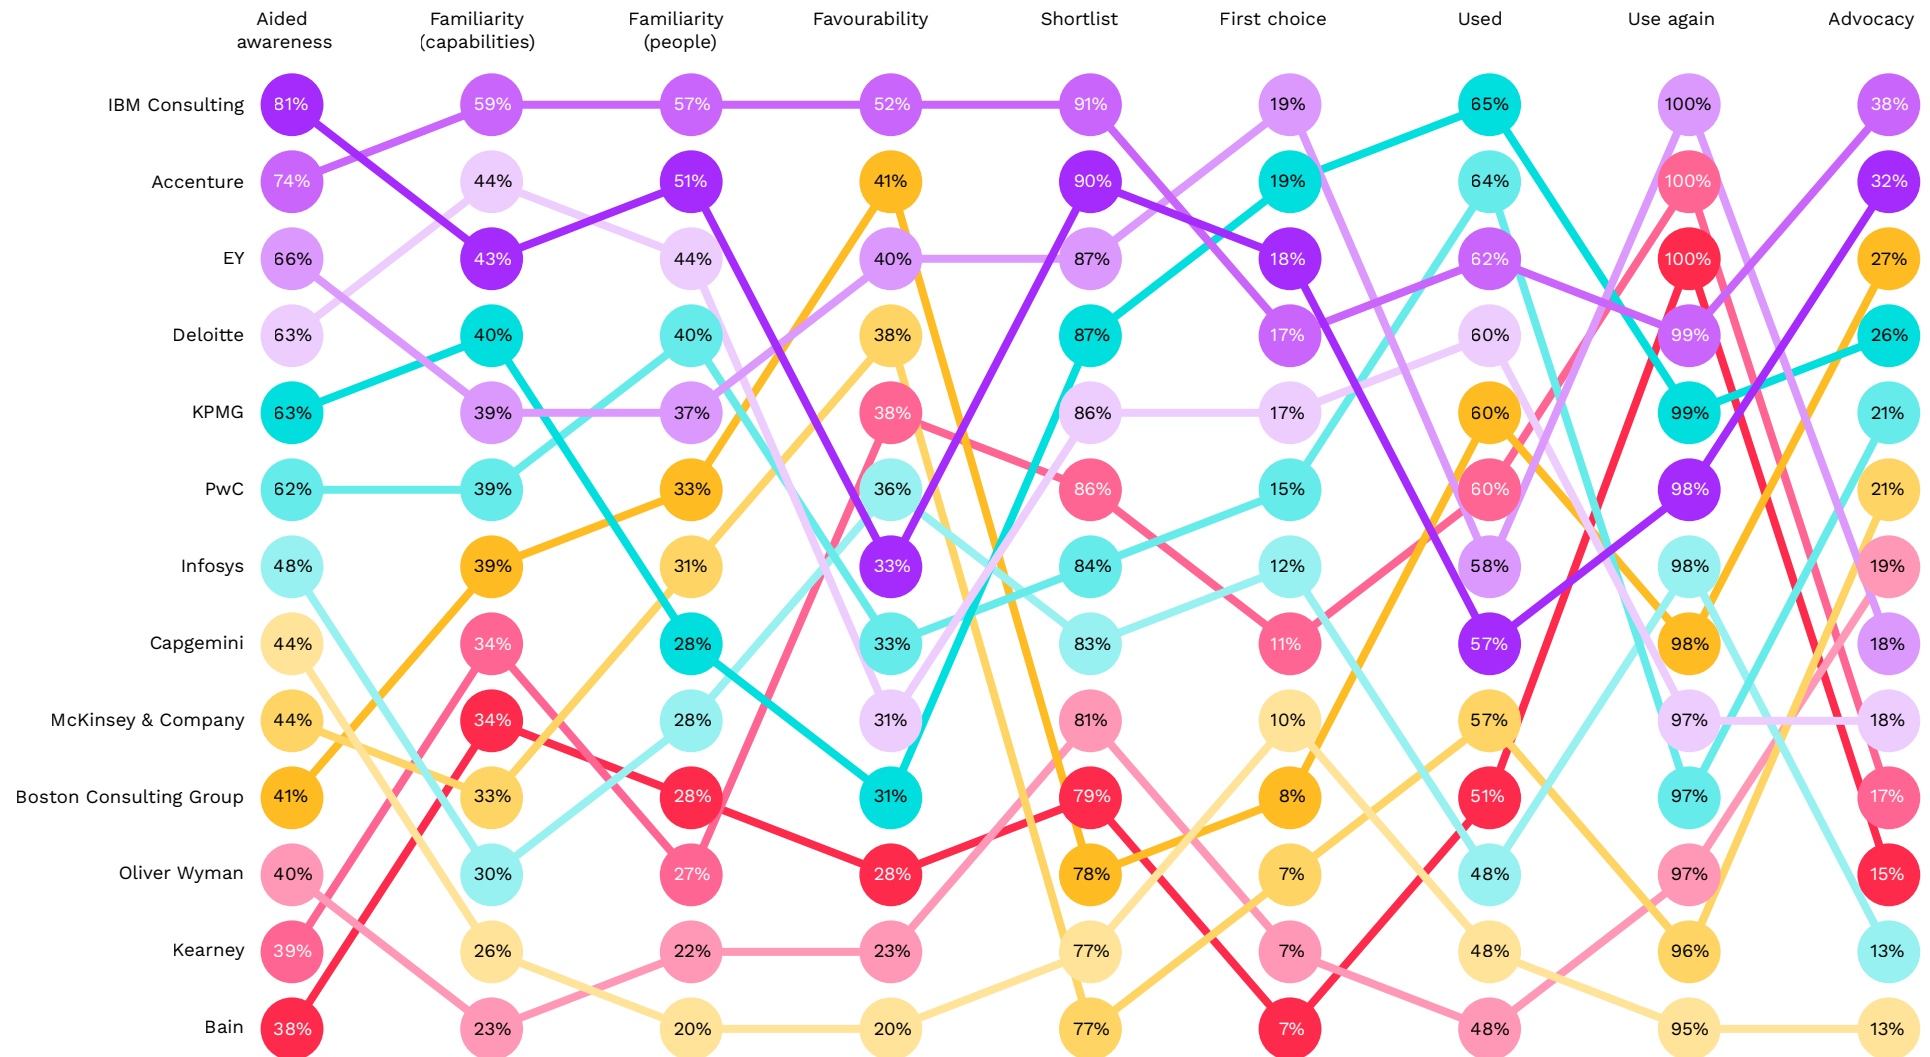 Aided awareness Familiarity (capabilities) Familiarity (people) Favourability Shortlist First choice Used Use again Advocacy
IBM Consulting 81% 59% 57% 52% 91% 19% 65% 100% 38%
Accenture 74% 44% 51% 41% 90% 19% 64% 100% 32%
EY 66% 43% 44% 40% 87% 18% 62% 100% 27%
Deloitte 63% 40% 40% 38% 87% 17% 60% 99% 26%
KPMG 63% 39% 37% 38% 86% 17% 60% 99% 21%
PwC 62% 39% 33% 36% 86% 15% 60% 98% 21%
Infosys 48% 39% 31% 33% 84% 12% 58% 98% 19%
Capgemini 44% 34% 28% 33% 83% 11% 57% 98% 18%
McKinsey & Company 44% 34% 28% 31% 81% 10% 57% 97% 18%
Boston Consulting Group 41% 33% 28% 31% 79% 8% 51% 97% 17%
Oliver Wyman 40% 30% 27% 28% 78% 7% 48% 97% 15%
Kearney 39% 26% 22% 23% 77% 7% 48% 96% 13%
Bain 38% 23% 20% 20% 77% 7% 48% 95% 13%